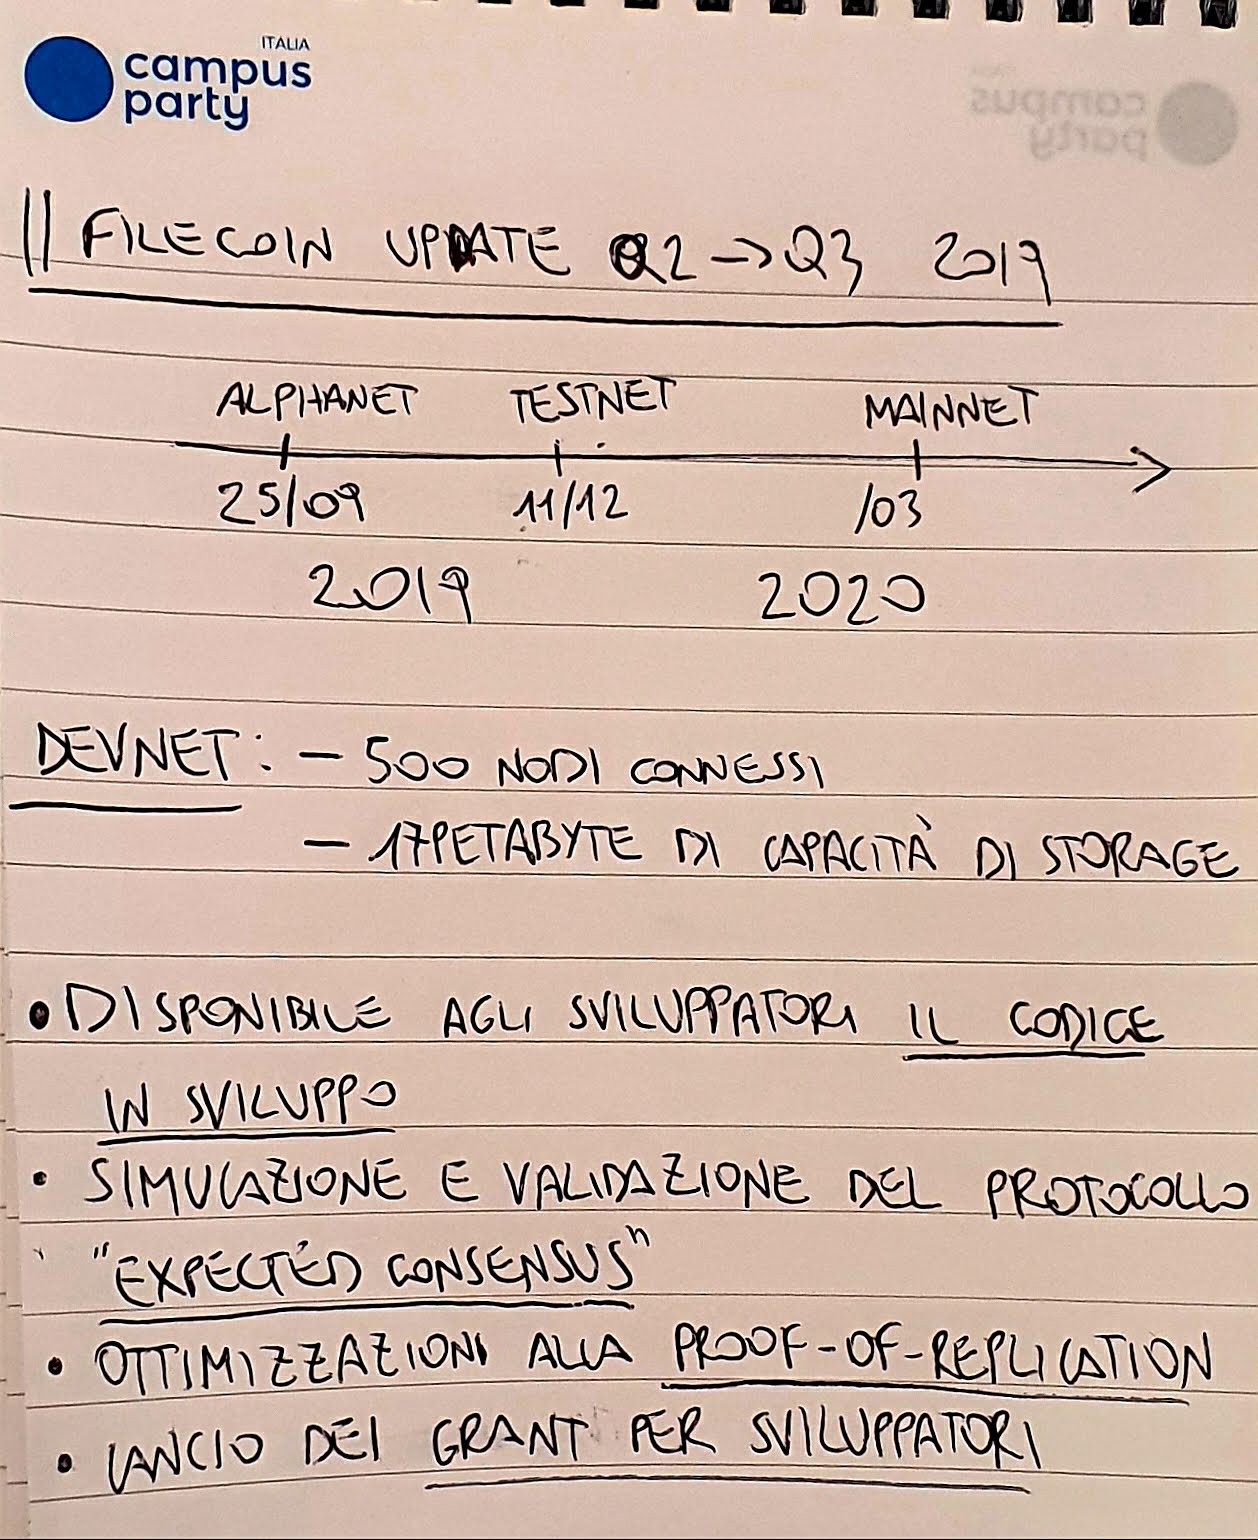 ITALIA
campus
party
campus
party
|| FILECOIN UPDATE Q2 → Q3 2019
ALPHANET TESTNET MAINNET
25/09 11/12 /03
2019 2020
DEVNET: – 500 NODI CONNESSI
– 17PETABYTE DI CAPACITÀ DI STORAGE
• DISPONIBILE AGLI SVILUPPATORI IL CODICE
IN SVILUPPO
• SIMULAZIONE E VALIDAZIONE DEL PROTOCOLLO
"EXPECTED CONSENSUS"
• OTTIMIZZAZIONI ALLA PROOF-OF-REPLICATION
• LANCIO DEI GRANT PER SVILUPPATORI